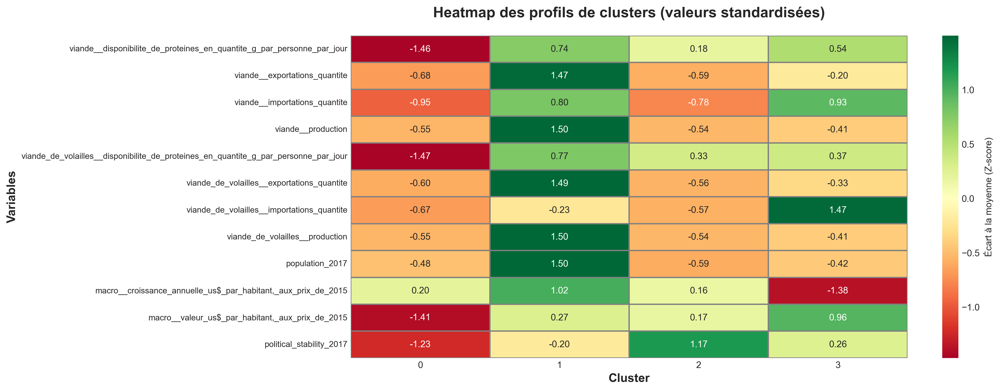 Heatmap des profils de clusters (valeurs standardisées)
Variables
viande__disponibilite_de_proteines_en_quantite_g_par_personne_par_jour -1.46 0.74 0.18 0.54
viande__exportations_quantite -0.68 1.47 -0.59 -0.20
viande__importations_quantite -0.95 0.80 -0.78 0.93
viande__production -0.55 1.50 -0.54 -0.41
viande_de_volailles__disponibilite_de_proteines_en_quantite_g_par_personne_par_jour -1.47 0.77 0.33 0.37
viande_de_volailles__exportations_quantite -0.60 1.49 -0.56 -0.33
viande_de_volailles__importations_quantite -0.67 -0.23 -0.57 1.47
viande_de_volailles__production -0.55 1.50 -0.54 -0.41
population_2017 -0.48 1.50 -0.59 -0.42
macro__croissance_annuelle_us$_par_habitant,_aux_prix_de_2015 0.20 1.02 0.16 -1.38
macro__valeur_us$_par_habitant,_aux_prix_de_2015 -1.41 0.27 0.17 0.96
political_stability_2017 -1.23 -0.20 1.17 0.26
0 1 2 3
Cluster
1.0
0.5
0.0
−0.5
−1.0
Écart à la moyenne (Z-score)